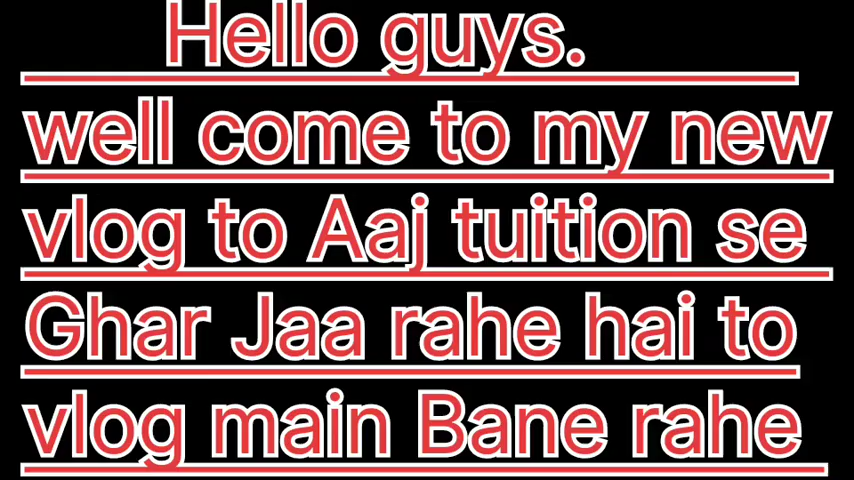 Hello guys.
well come to my new
vlog to Aaj tuition se
Ghar Jaa rahe hai to
vlog main Bane rahe